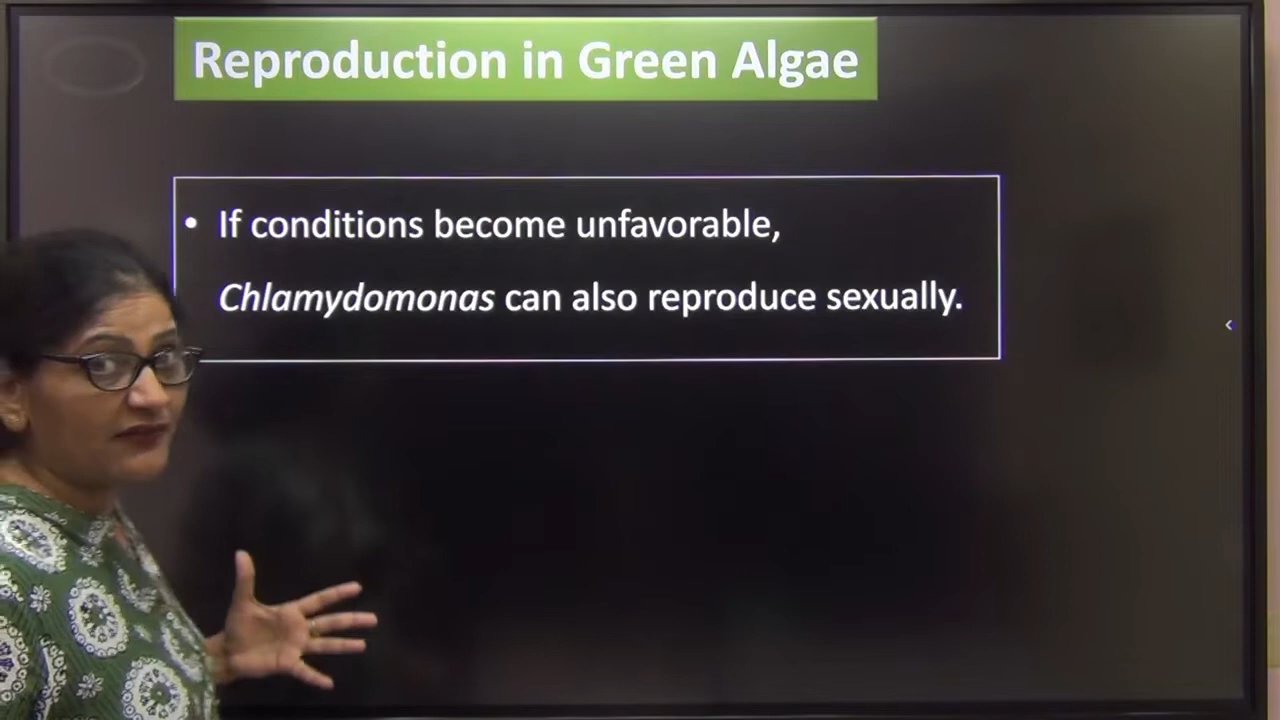 Reproduction in Green Algae
• If conditions become unfavorable,
Chlamydomonas can also reproduce sexually.